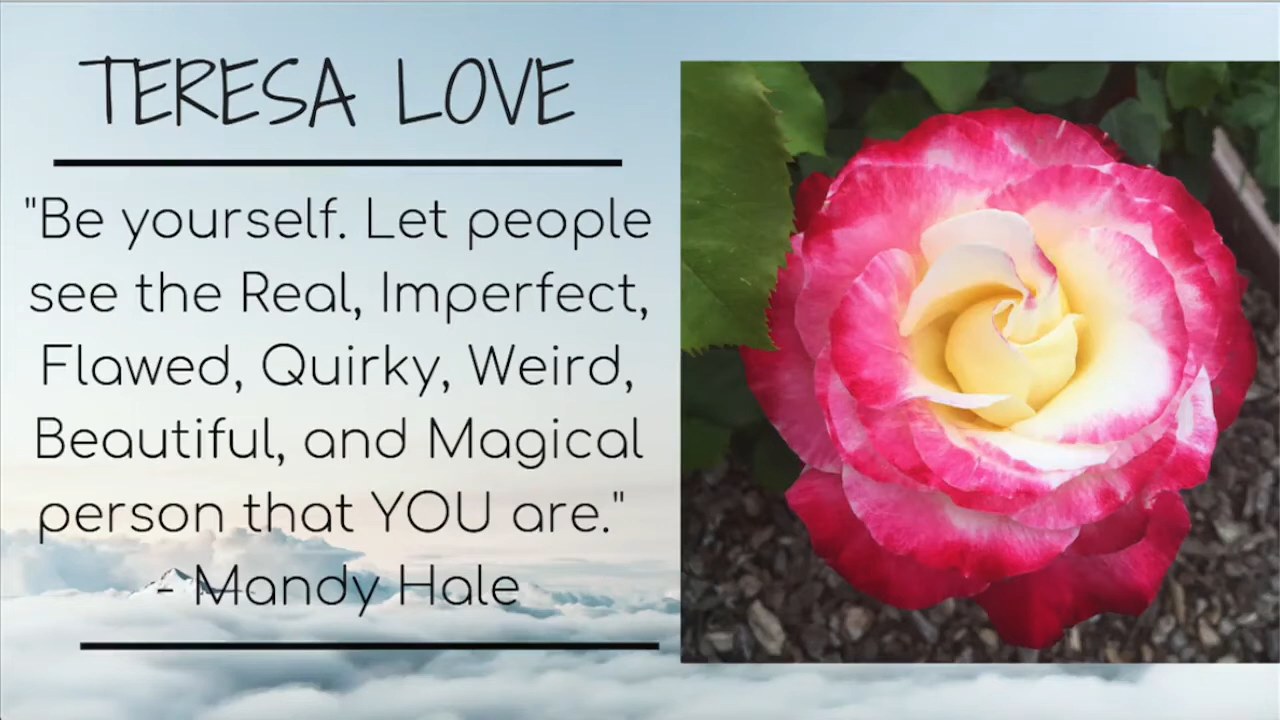 TERESA LOVE
"Be yourself. Let people
see the Real, Imperfect,
Flawed, Quirky, Weird,
Beautiful, and Magical
person that YOU are."
- Mandy Hale